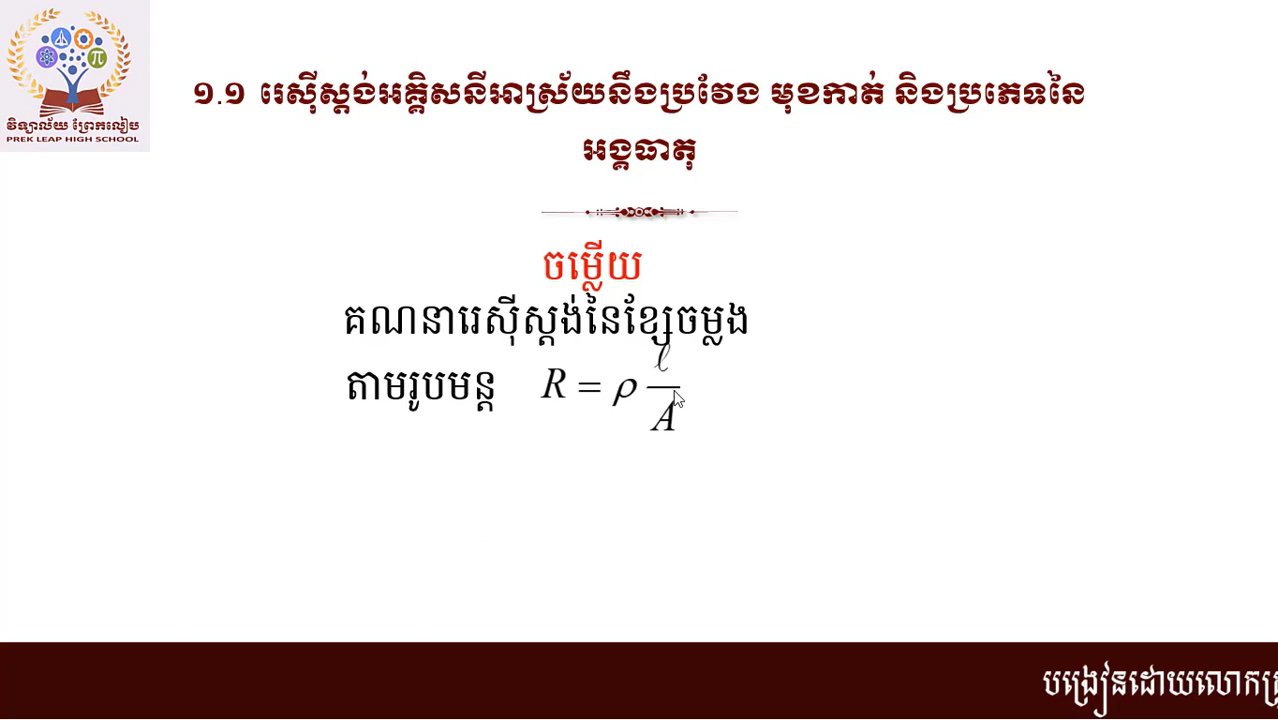 វិទ្យាល័យ ព្រែកលៀប
PREK LEAP HIGH SCHOOL
១.១ រេស៊ីស្តង់អគ្គិសនីអាស្រ័យនឹងប្រវែង មុខកាត់ និងប្រភេទនៃ
អង្គធាតុ
ចម្លើយ
គណនារេស៊ីស្តង់នៃខ្សែចម្លង
តាមរូបមន្ត R = ρ ℓ/A
បង្រៀនដោយលោកគ្រ